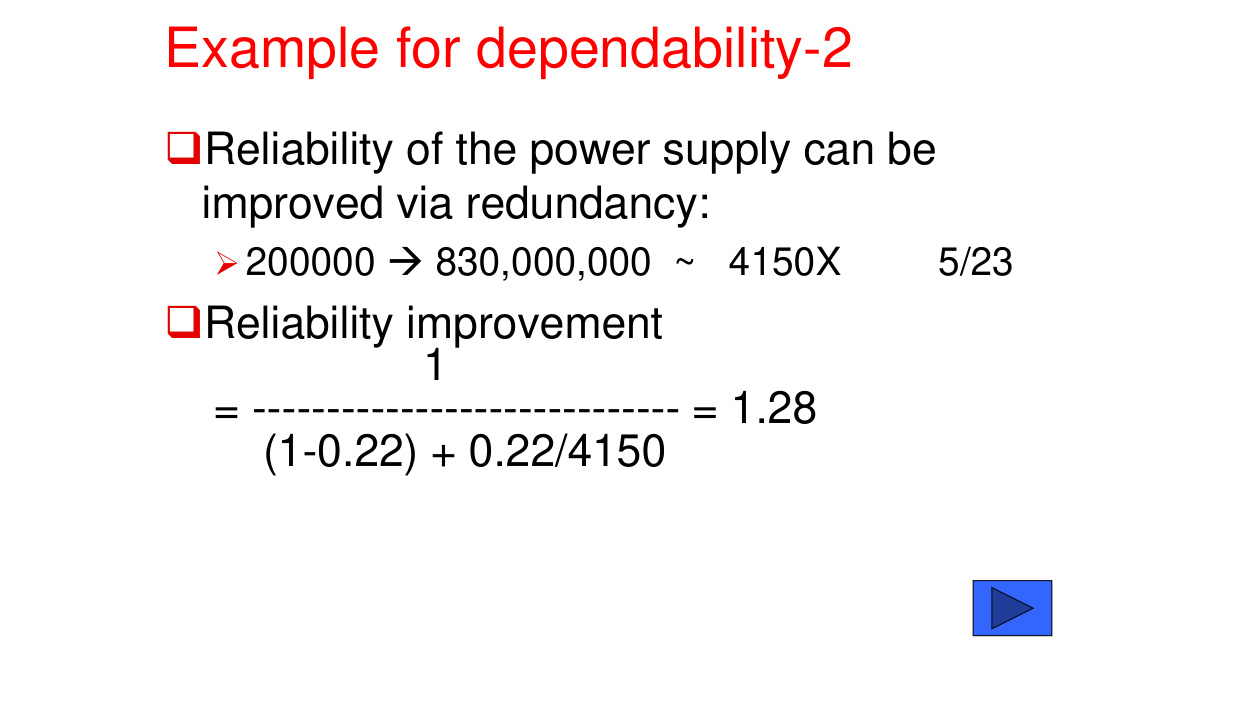 Example for dependability-2
❑Reliability of the power supply can be
improved via redundancy:
➢200000 → 830,000,000 ~ 4150X 5/23
❑Reliability improvement
1
= ----------------------------- = 1.28
(1-0.22) + 0.22/4150